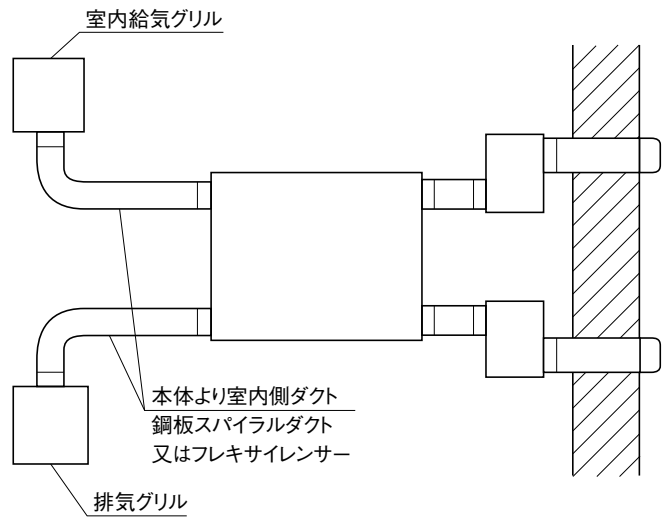 室内給気グリル
本体より室内側ダクト
鋼板スパイラルダクト
又はフレキサイレンサー
排気グリル